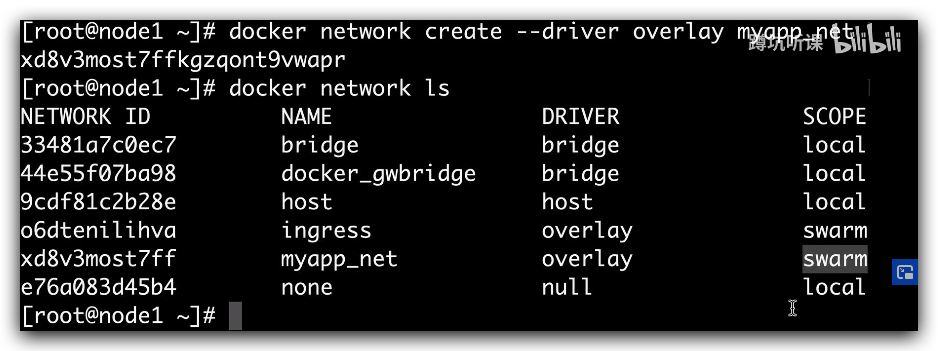 [root@node1 ~]# docker network create --driver overlay myapp_net
蹲坑听课 bilibili
xd8v3most7ffkgzqont9vwapr
[root@node1 ~]# docker network ls
NETWORK ID NAME DRIVER SCOPE
33481a7c0ec7 bridge bridge local
44e55f07ba98 docker_gwbridge bridge local
9cdf81c2b28e host host local
o6dtenilihva ingress overlay swarm
xd8v3most7ff myapp_net overlay swarm
e76a083d45b4 none null local
[root@node1 ~]#